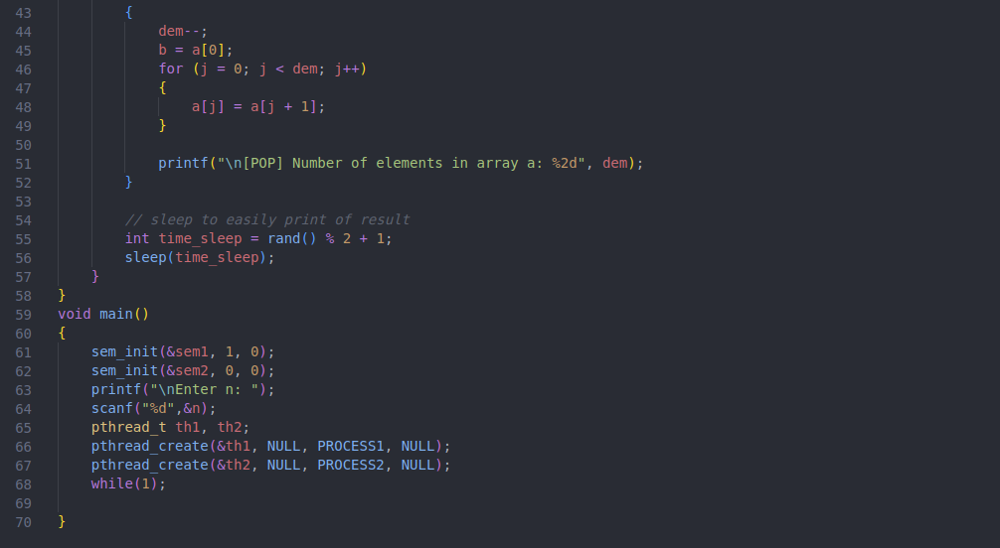 43 {
44 dem--;
45 b = a[0];
46 for (j = 0; j < dem; j++)
47 {
48 a[j] = a[j + 1];
49 }
50
51 printf("\n[POP] Number of elements in array a: %2d", dem);
52 }
53
54 // sleep to easily print of result
55 int time_sleep = rand() % 2 + 1;
56 sleep(time_sleep);
57 }
58 }
59 void main()
60 {
61 sem_init(&sem1, 1, 0);
62 sem_init(&sem2, 0, 0);
63 printf("\nEnter n: ");
64 scanf("%d",&n);
65 pthread_t th1, th2;
66 pthread_create(&th1, NULL, PROCESS1, NULL);
67 pthread_create(&th2, NULL, PROCESS2, NULL);
68 while(1);
69
70 }